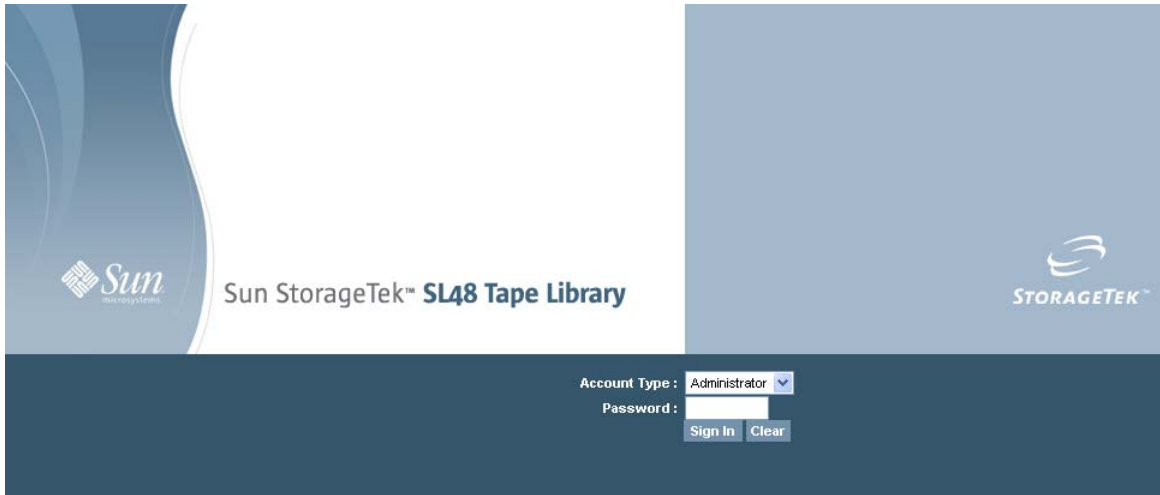 Sun
microsystems
Sun StorageTek™ SL48 Tape Library
STORAGETEK™
Account Type : Administrator
Password :
Sign In Clear